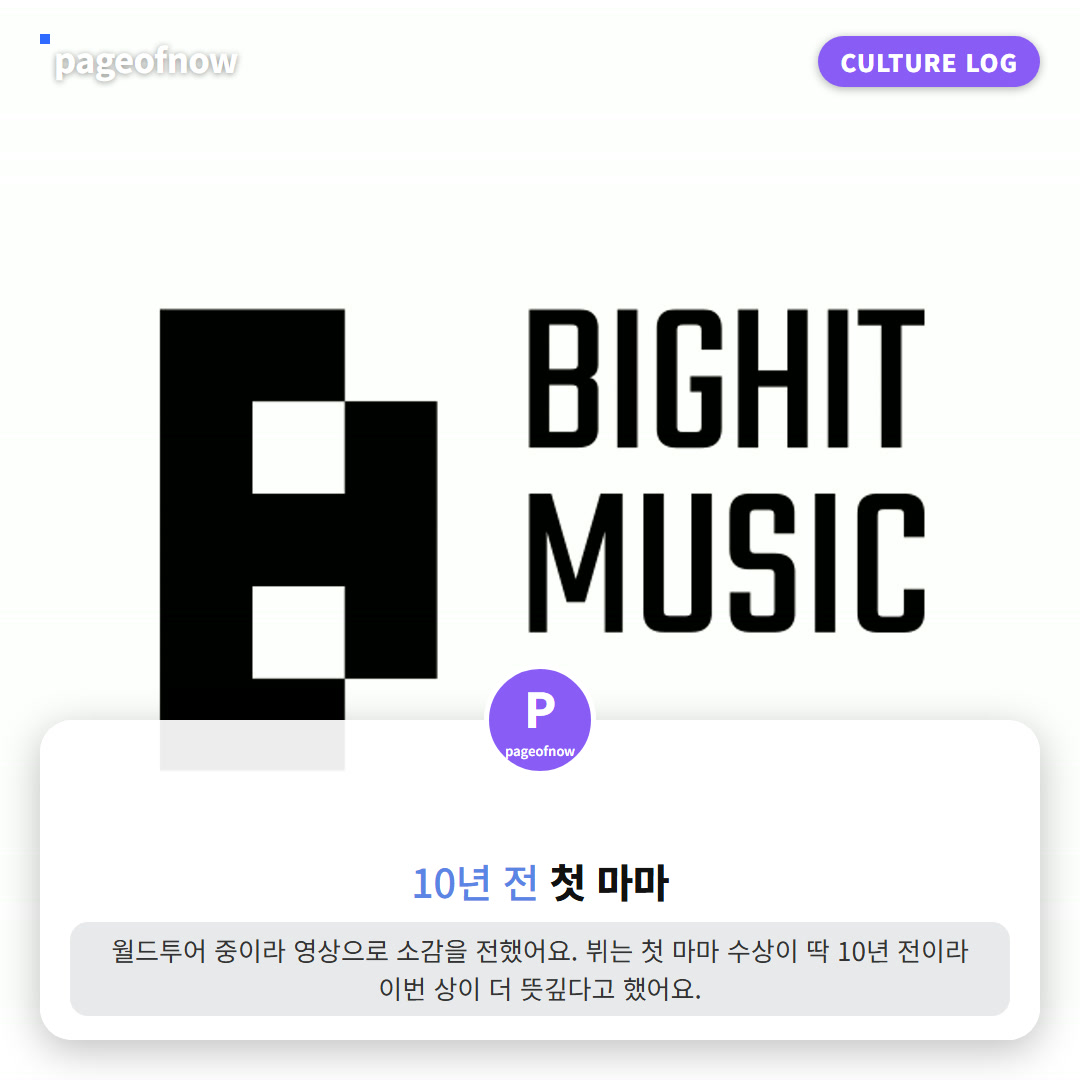 pageofnow
CULTURE LOG
BIGHIT
MUSIC
P
pageofnow
10년 전 첫 마마
월드투어 중이라 영상으로 소감을 전했어요. 뷔는 첫 마마 수상이 딱 10년 전이라
이번 상이 더 뜻깊다고 했어요.